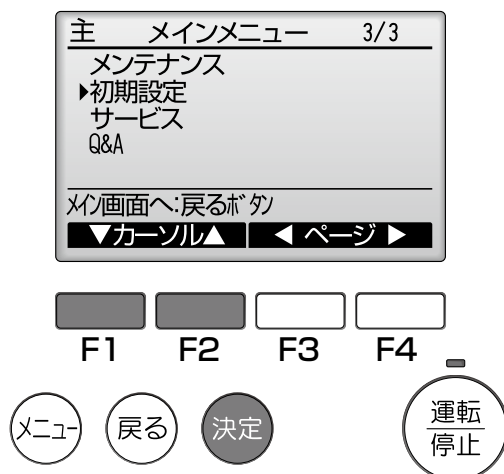 主 メインメニュー 3/3
メンテナンス
▶初期設定
サービス
Q&A
メイン画面へ:戻るボタン
▼カーソル▲ ◀ ページ ▶
F1 F2 F3 F4
メニュー 戻る 決定 運転
停止